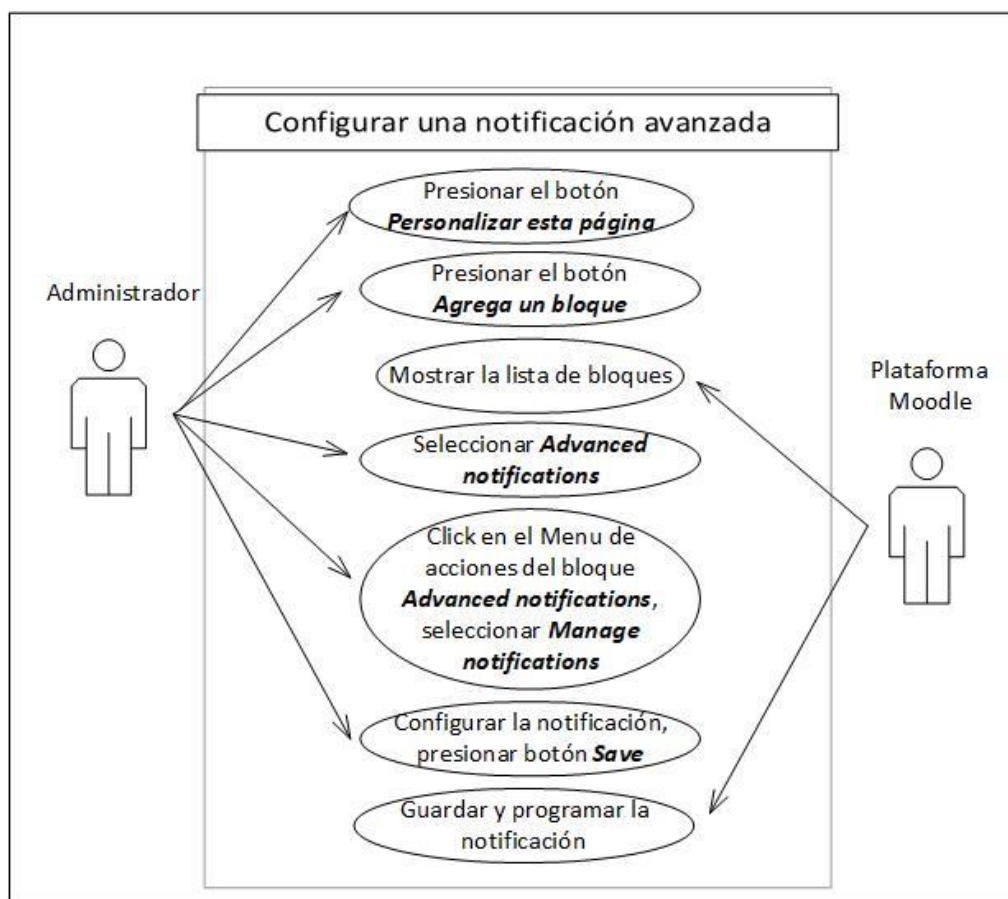 Configurar una notificación avanzada
Presionar el botón
Personalizar esta página
Presionar el botón
Agrega un bloque
Administrador
Mostrar la lista de bloques
Plataforma
Moodle
Seleccionar Advanced
notifications
Click en el Menu de
acciones del bloque
Advanced notifications,
seleccionar Manage
notifications
Configurar la notificación,
presionar botón Save
Guardar y programar la
notificación